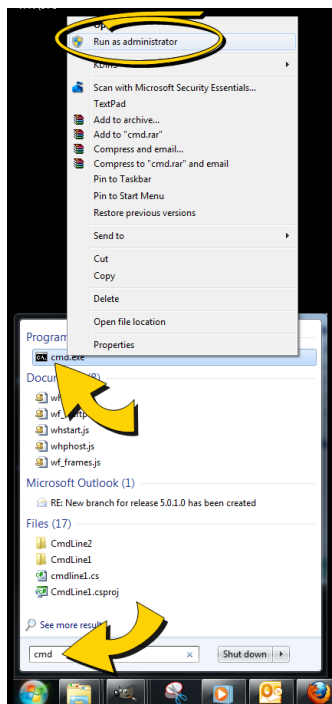 Run as administrator
Scan with Microsoft Security Essentials...
TextPad
Add to archive...
Add to "cmd.rar"
Compress and email...
Compress to "cmd.rar" and email
Pin to Taskbar
Pin to Start Menu
Restore previous versions
Send to
Cut
Copy
Delete
Open file location
Properties
cmd.exe
(8)
whstart.js
whphost.js
wf_frames.js
Microsoft Outlook (1)
RE: New branch for release 5.0.1.0 has been created
Files (17)
CmdLine2
CmdLine1
cmdline1.cs
CmdLine1.csproj
See more
cmd
Shut down